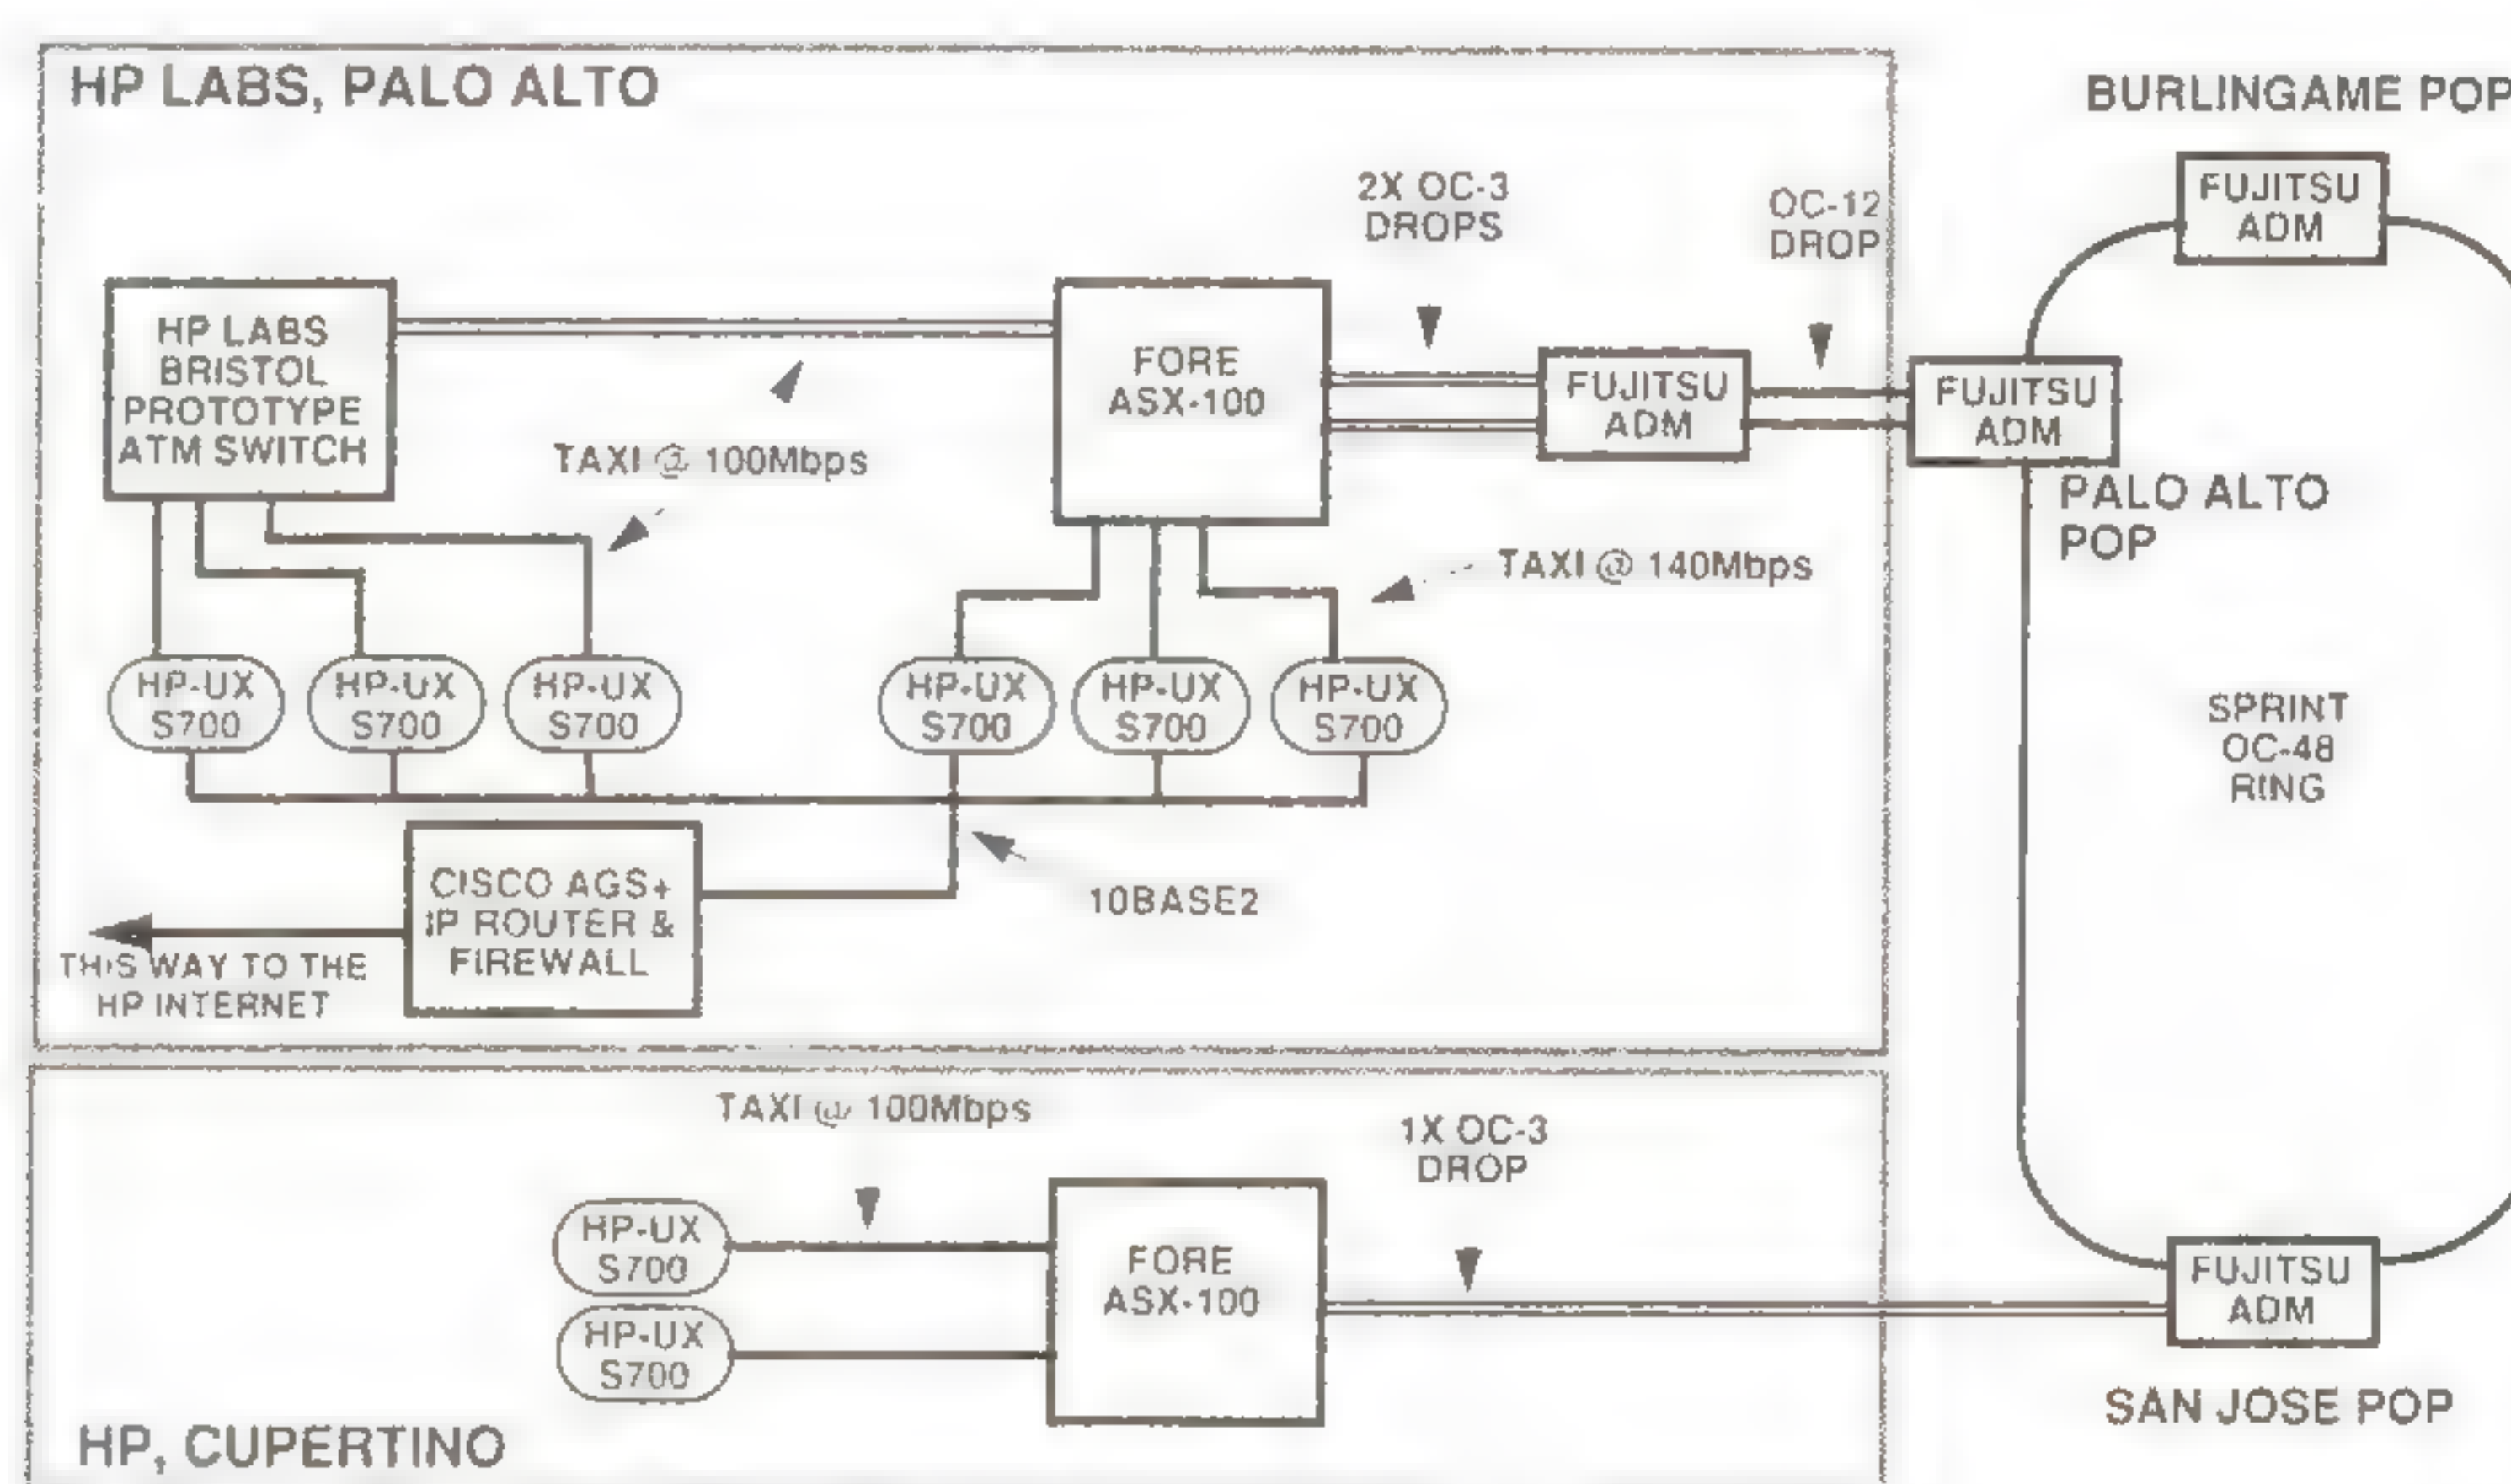 HP LABS, PALO ALTO
BURLINGAME POP
FUJITSU
ADM
2X OC-3
DROPS
OC-12
DROP
HP LABS
BRISTOL
PROTOTYPE
ATM SWITCH
FORE
ASX-100
FUJITSU
ADM
FUJITSU
ADM
TAXI @ 100Mbps
PALO ALTO
POP
TAXI @ 140Mbps
HP-UX
S700
HP-UX
S700
HP-UX
S700
HP-UX
S700
HP-UX
S700
HP-UX
S700
SPRINT
OC-48
RING
CISCO AGS+
IP ROUTER &
FIREWALL
10BASE2
THIS WAY TO THE
HP INTERNET
TAXI @ 100Mbps
1X OC-3
DROP
HP-UX
S700
HP-UX
S700
FORE
ASX-100
FUJITSU
ADM
SAN JOSE POP
HP, CUPERTINO